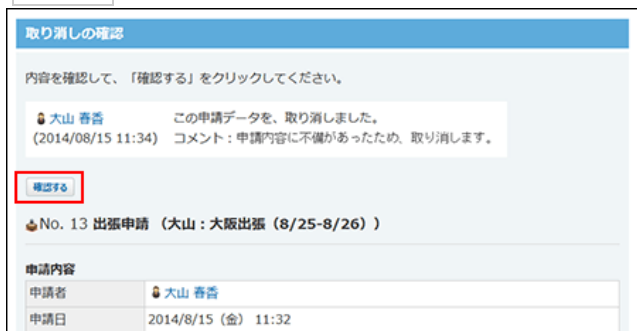 取り消しの確認
内容を確認して、「確認する」をクリックしてください。
大山 春香 この申請データを、取り消しました。
(2014/08/15 11:34) コメント：申請内容に不備があったため、取り消します。
確認する
No. 13 出張申請 （大山：大阪出張（8/25-8/26））
申請内容
申請者 大山 春香
申請日 2014/8/15（金） 11:32